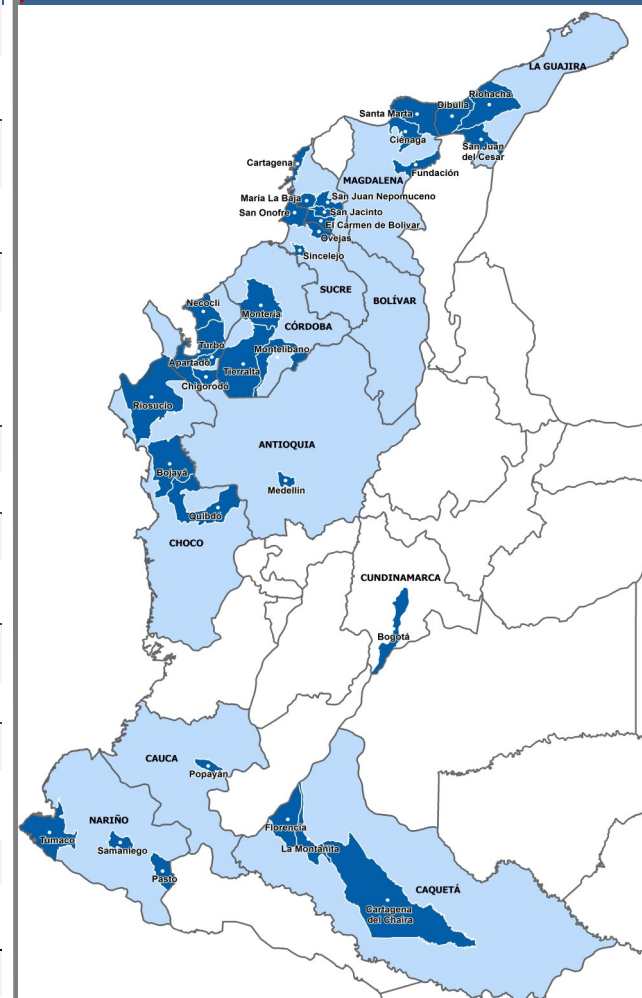 LA GUAJIRA
Riohacha
Dibulla
Santa Marta
Ciénaga
San Juan
del Cesar
Cartagena
Fundación
MAGDALENA
María La Baja
San Juan Nepomuceno
San Onofre
San Jacinto
El Carmen de Bolívar
Ovejas
Sincelejo
SUCRE
BOLÍVAR
Necoclí
Montería
CÓRDOBA
Turbo
Montelibano
Apartadó
Tierralta
Chigorodó
Riosucio
ANTIOQUIA
Bojayá
Medellín
Quibdó
CHOCO
CUNDINAMARCA
Bogotá
CAUCA
Popayán
NARIÑO
Florencia
Tumaco
Samaniego
La Montañita
Pasto
CAQUETÁ
Cartagena
del Chaira